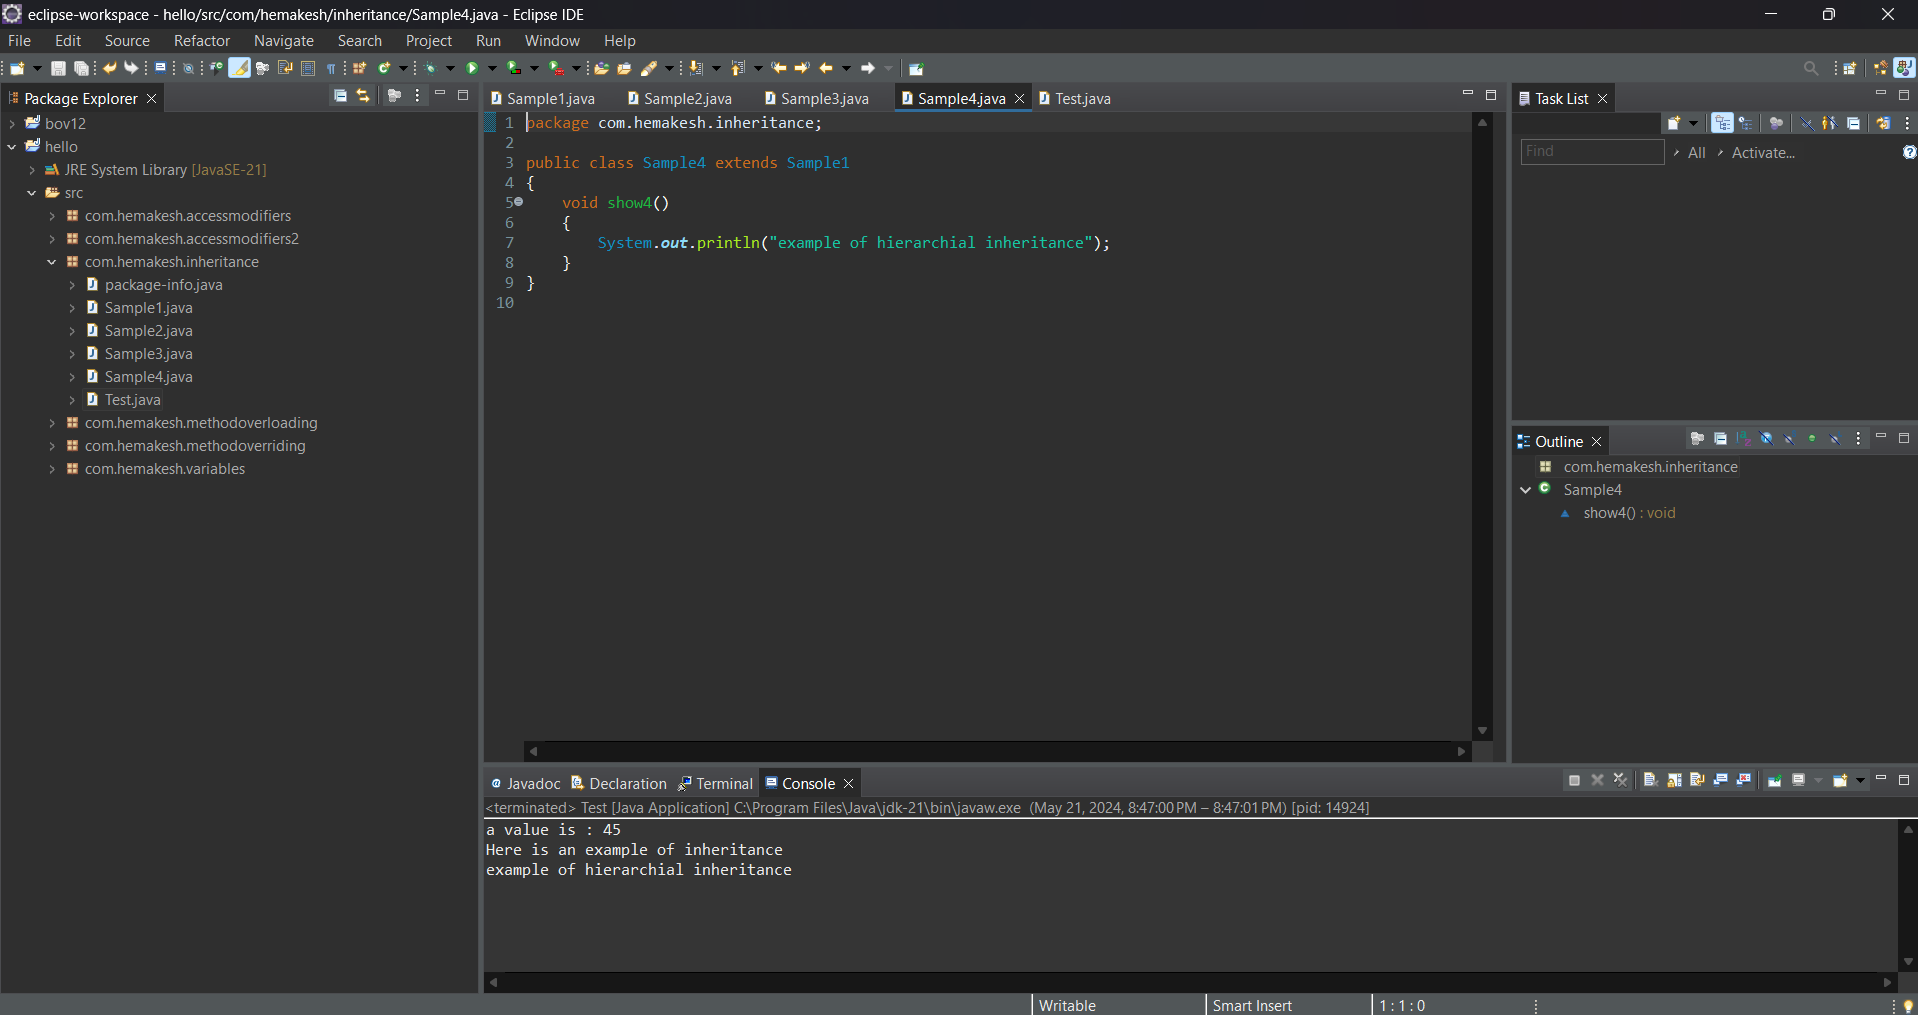 eclipse-workspace - hello/src/com/hemakesh/inheritance/Sample4.java - Eclipse IDE
File Edit Source Refactor Navigate Search Project Run Window Help
Package Explorer
bov12
hello
JRE System Library [JavaSE-21]
src
com.hemakesh.accessmodifiers
com.hemakesh.accessmodifiers2
com.hemakesh.inheritance
package-info.java
Sample1.java
Sample2.java
Sample3.java
Sample4.java
Test.java
com.hemakesh.methodoverloading
com.hemakesh.methodoverriding
com.hemakesh.variables
Sample1.java Sample2.java Sample3.java Sample4.java Test.java
1 package com.hemakesh.inheritance;
2
3 public class Sample4 extends Sample1
4 {
5 void show4()
6 {
7 System.out.println("example of hierarchial inheritance");
8 }
9 }
10
Task List
Find All Activate...
Outline
com.hemakesh.inheritance
Sample4
show4() : void
Javadoc Declaration Terminal Console
<terminated> Test [Java Application] C:\Program Files\Java\jdk-21\bin\javaw.exe (May 21, 2024, 8:47:00 PM – 8:47:01 PM) [pid: 14924]
a value is : 45
Here is an example of inheritance
example of hierarchial inheritance
Writable Smart Insert 1 : 1 : 0